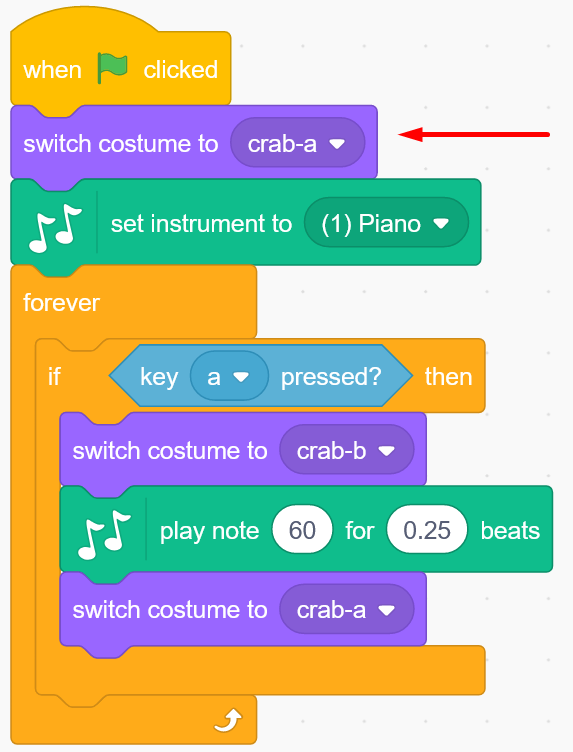 when clicked
switch costume to crab-a
set instrument to (1) Piano
forever
if key a pressed? then
switch costume to crab-b
play note 60 for 0.25 beats
switch costume to crab-a